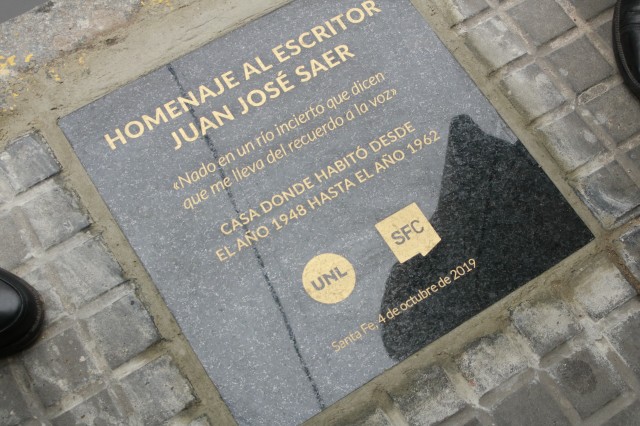 HOMENAJE AL ESCRITOR
JUAN JOSÉ SAER
«Nado en un río incierto que dicen
que me lleva del recuerdo a la voz»
CASA DONDE HABITÓ DESDE
EL AÑO 1948 HASTA EL AÑO 1962
UNL
SFC
Santa Fe, 4 de octubre de 2019